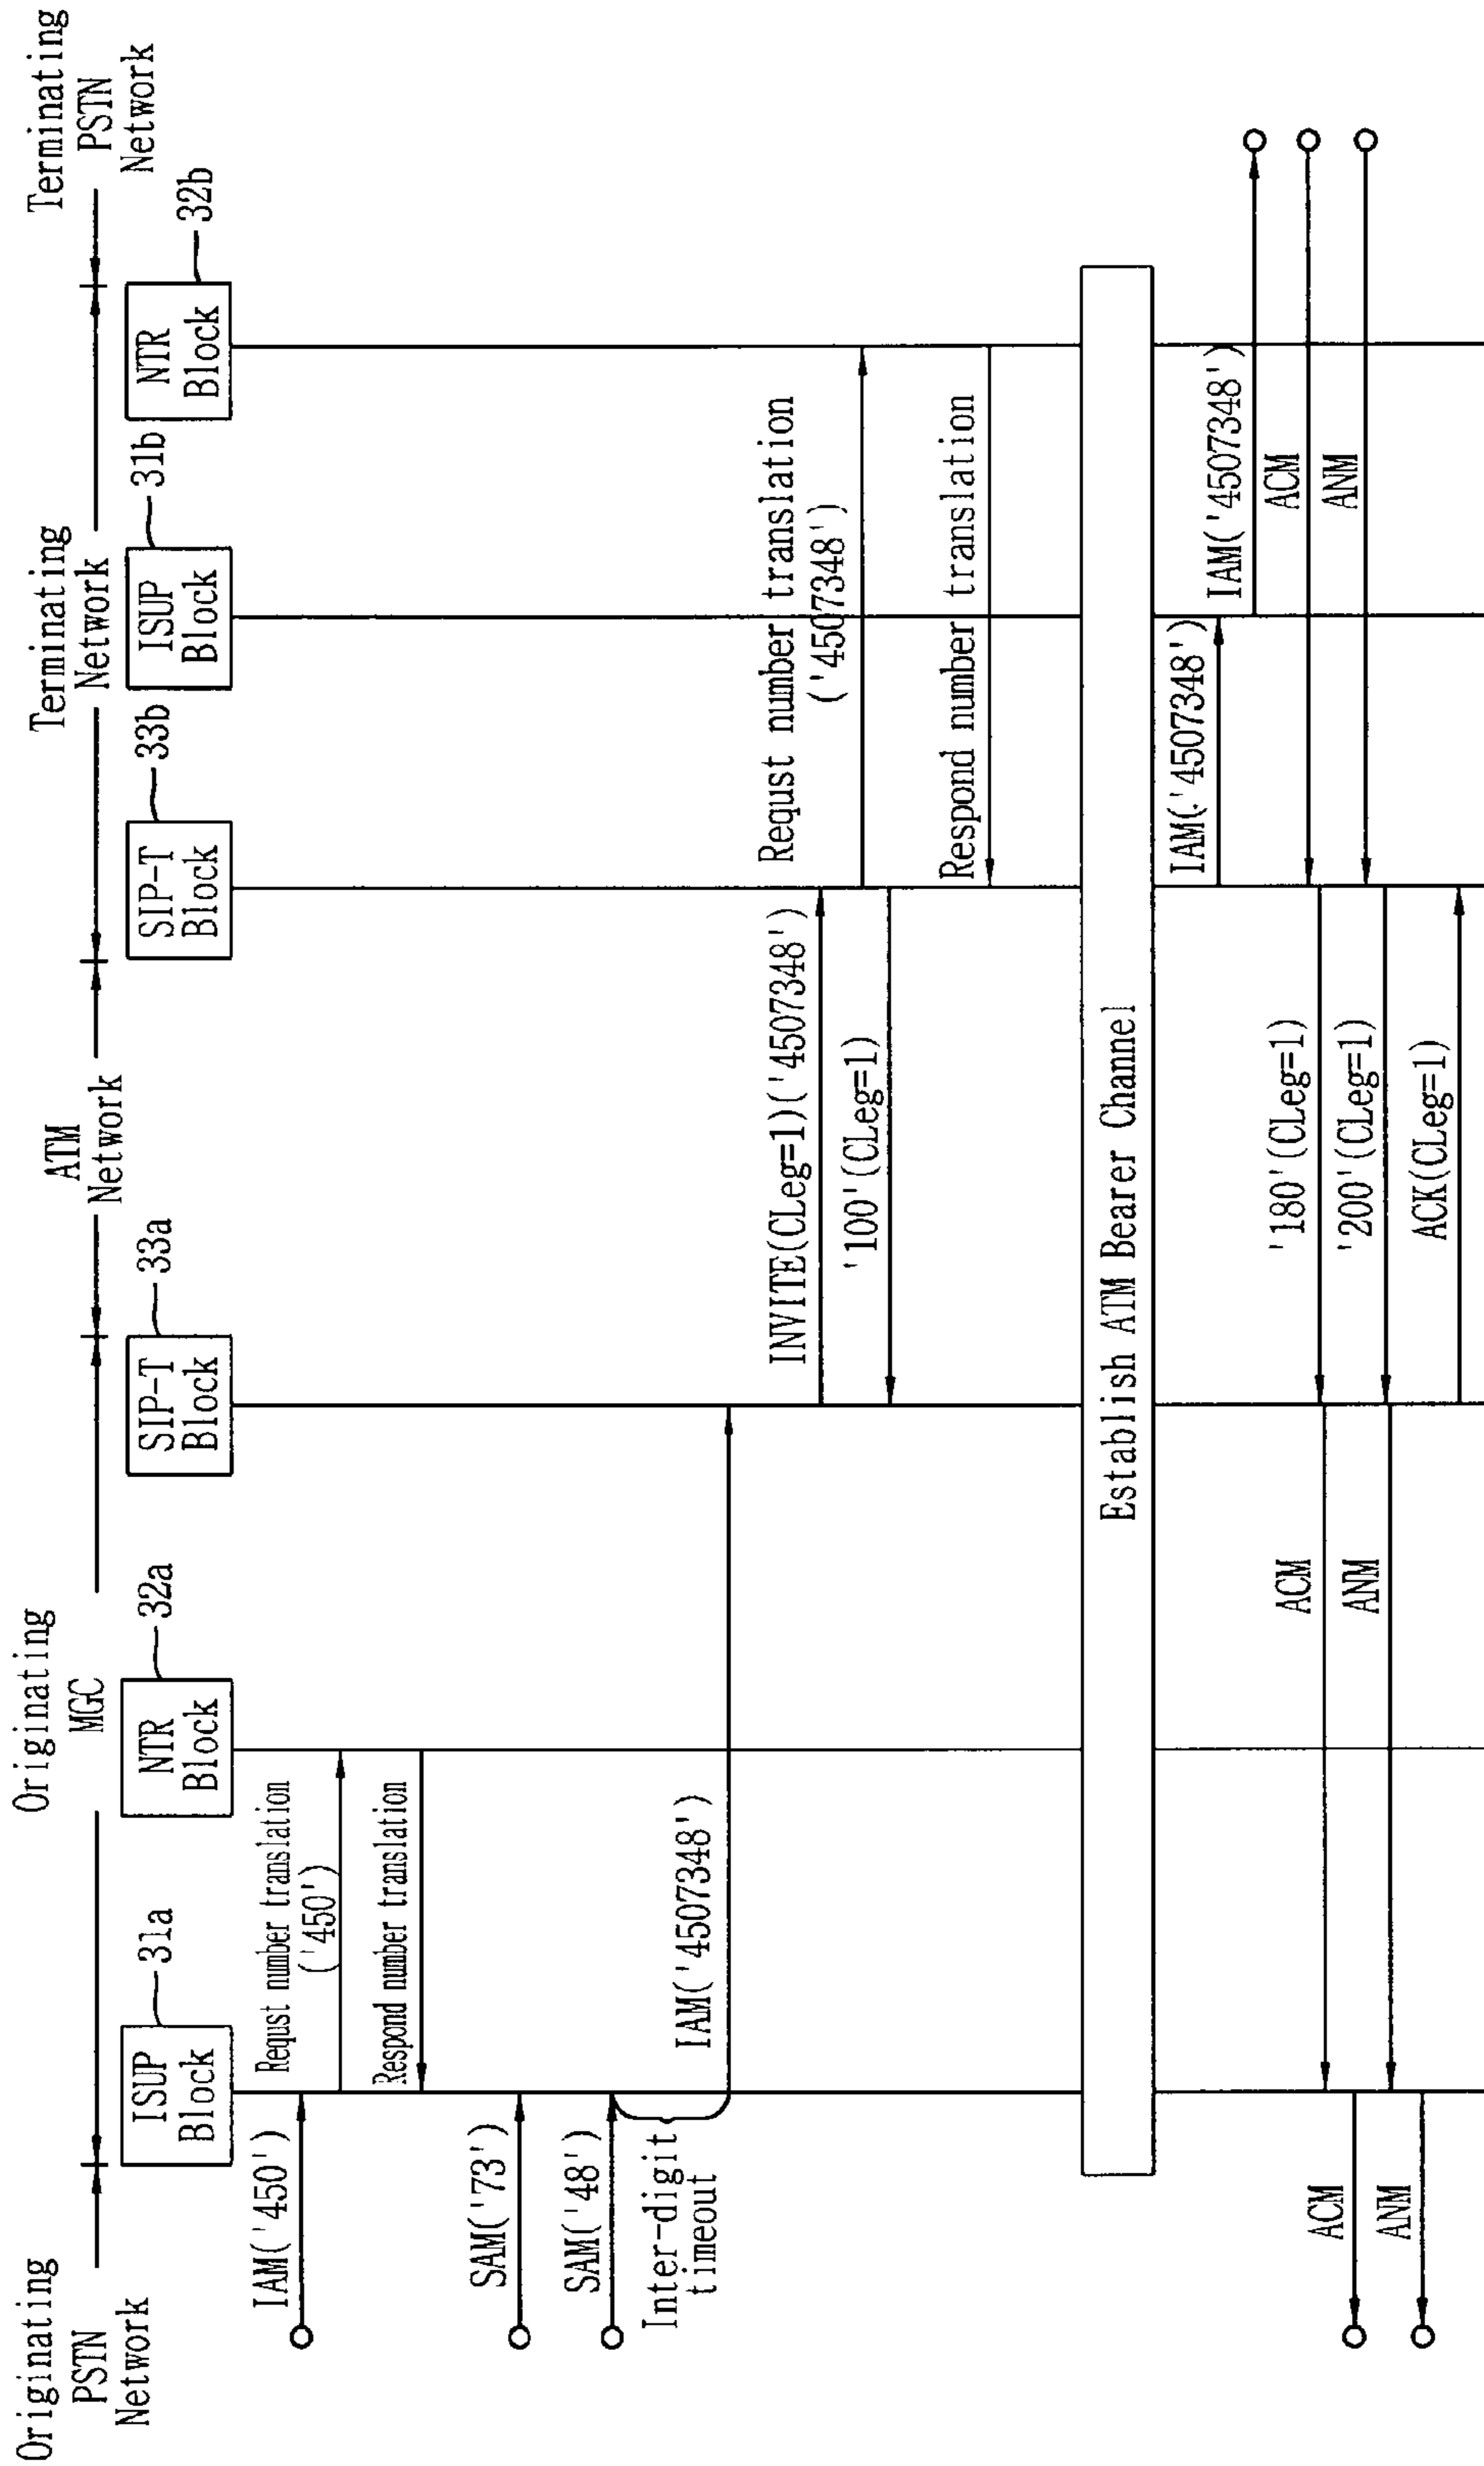 Originating
PSTN
Network
Originating
MGC
ATM
Network
Terminating
Network
Terminating
PSTN
Network
ISUP
Block
31a
NTR
Block
32a
SIP-T
Block
33a
SIP-T
Block
33b
ISUP
Block
31b
NTR
Block
32b
IAM('450')
Requst number translation
('450')
Respond number translation
SAM('73')
SAM('48')
Inter-digit
timeout
IAM('4507348')
INVITE(CLeg=1)('4507348')
Requst number translation
('4507348')
'100'(CLeg=1)
Respond number translation
Establish ATM Bearer Channel
IAM('4507348')
IAM('4507348')
ACM
'180'(CLeg=1)
ACM
ACM
ANM
'200'(CLeg=1)
ANM
ANM
ACK(CLeg=1)